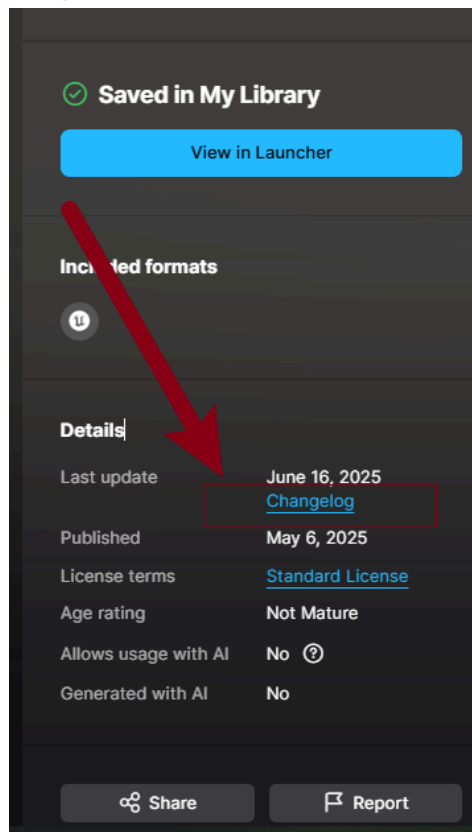 Saved in My Library
View in Launcher
Included formats
Details
Last update June 16, 2025
Changelog
Published May 6, 2025
License terms Standard License
Age rating Not Mature
Allows usage with AI No ?
Generated with AI No
Share Report